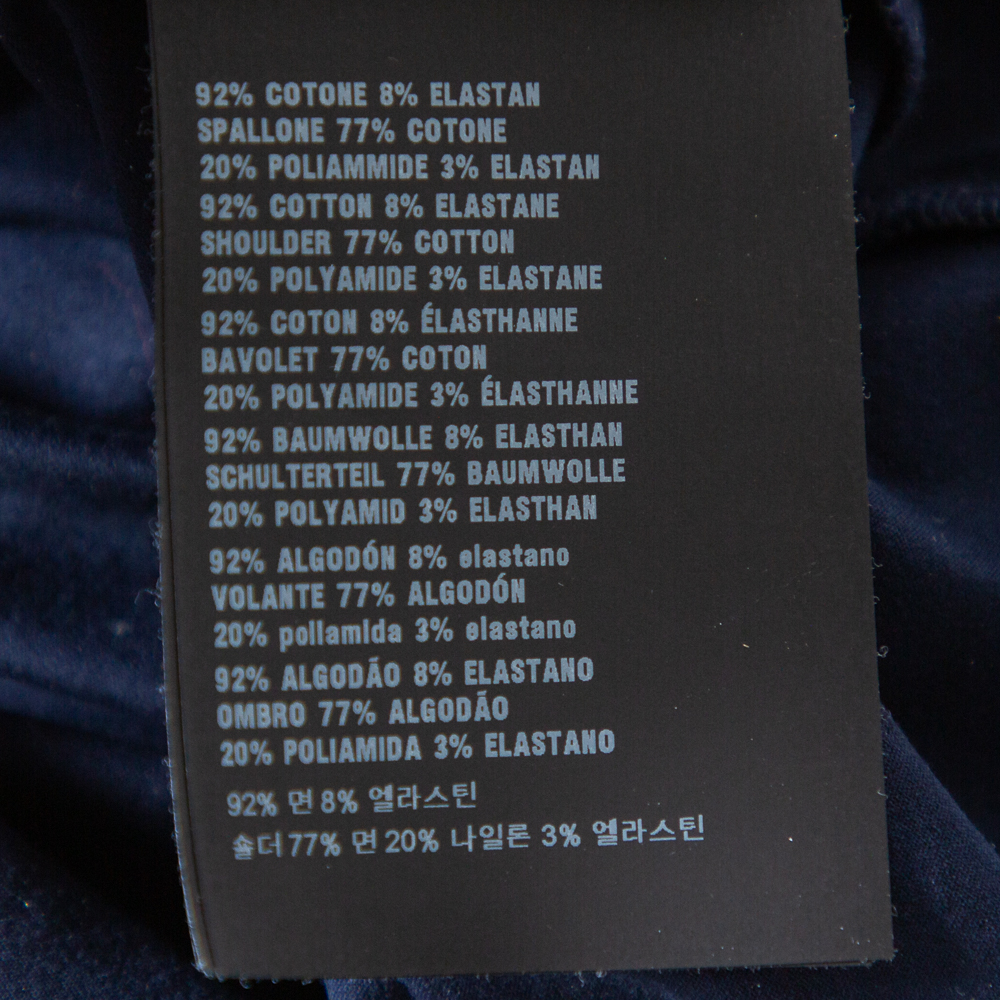 92% COTONE 8% ELASTAN
SPALLONE 77% COTONE
20% POLIAMMIDE 3% ELASTAN
92% COTTON 8% ELASTANE
SHOULDER 77% COTTON
20% POLYAMIDE 3% ELASTANE
92% COTON 8% ÉLASTHANNE
BAVOLET 77% COTON
20% POLYAMIDE 3% ÉLASTHANNE
92% BAUMWOLLE 8% ELASTHAN
SCHULTERTEIL 77% BAUMWOLLE
20% POLYAMID 3% ELASTHAN
92% ALGODÓN 8% elastano
VOLANTE 77% ALGODÓN
20% poliamida 3% elastano
92% ALGODÃO 8% ELASTANO
OMBRO 77% ALGODÃO
20% POLIAMIDA 3% ELASTANO
92% 면 8% 엘라스틴
숄더 77% 면 20% 나일론 3% 엘라스틴